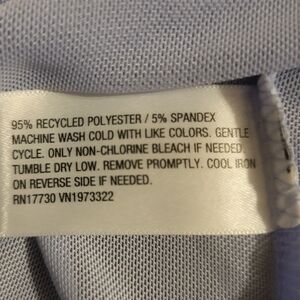 95% RECYCLED POLYESTER / 5% SPANDEX
MACHINE WASH COLD WITH LIKE COLORS. GENTLE
CYCLE. ONLY NON-CHLORINE BLEACH IF NEEDED.
TUMBLE DRY LOW. REMOVE PROMPTLY. COOL IRON
ON REVERSE SIDE IF NEEDED.
RN17730 VN1973322